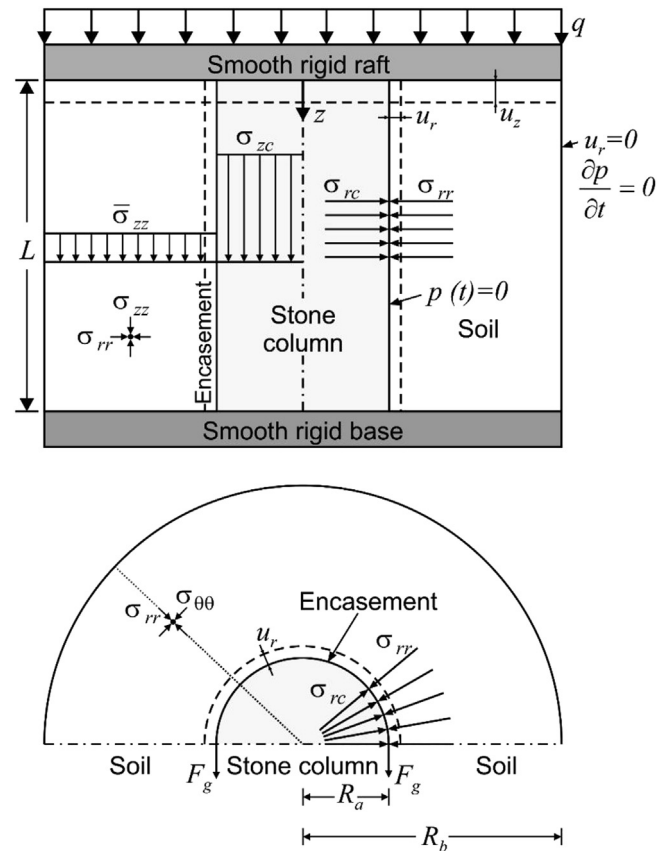 q
Smooth rigid raft
z
u_r
u_z
σ_zc
u_r=0
∂p/∂t = 0
σ_rc
σ_rr
σ̅_zz
L
Encasement
p (t)=0
σ_zz
σ_rr
Stone
column
Soil
Smooth rigid base
σ_rr
σ_θθ
Encasement
u_r
σ_rr
σ_rc
Soil
Stone column
Soil
F_g
F_g
R_a
R_b